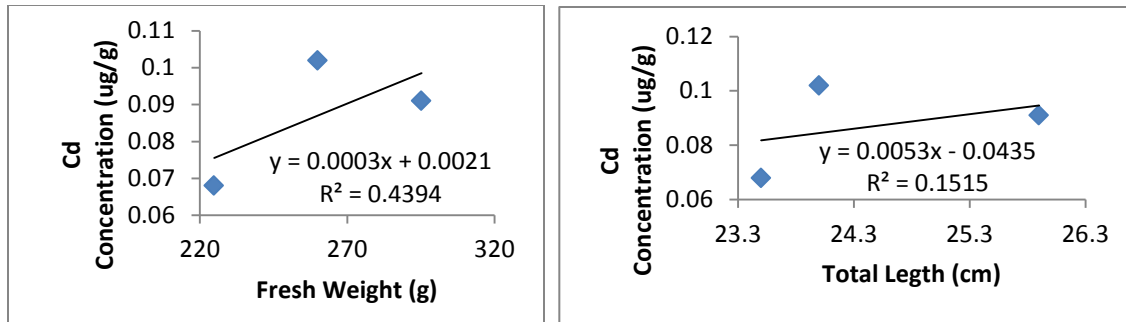 0.11
0.1
0.09
0.08
0.07
0.06
Cd
Concentration (ug/g)
y = 0.0003x + 0.0021
R² = 0.4394
220 270 320
Fresh Weight (g)
0.12
0.1
0.08
0.06
Cd
Concentration (ug/g)
y = 0.0053x - 0.0435
R² = 0.1515
23.3 24.3 25.3 26.3
Total Legth (cm)